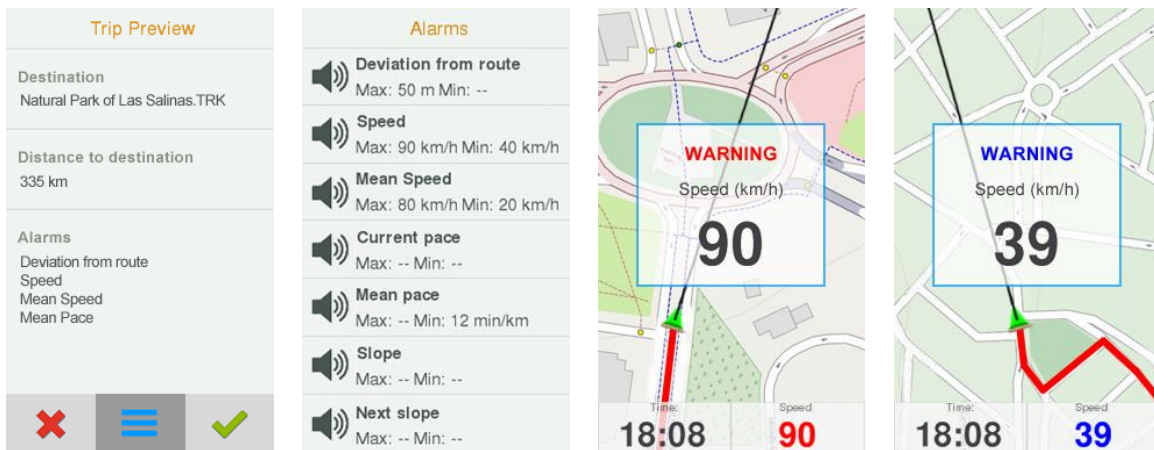 Trip Preview
Destination
Natural Park of Las Salinas.TRK
Distance to destination
335 km
Alarms
Deviation from route
Speed
Mean Speed
Mean Pace
Alarms
Deviation from route
Max: 50 m Min: --
Speed
Max: 90 km/h Min: 40 km/h
Mean Speed
Max: 80 km/h Min: 20 km/h
Current pace
Max: -- Min: --
Mean pace
Max: -- Min: 12 min/km
Slope
Max: -- Min: --
Next slope
Max: -- Min: --
WARNING
Speed (km/h)
90
Time:
18:08
Speed
90
WARNING
Speed (km/h)
39
Time:
18:08
Speed
39